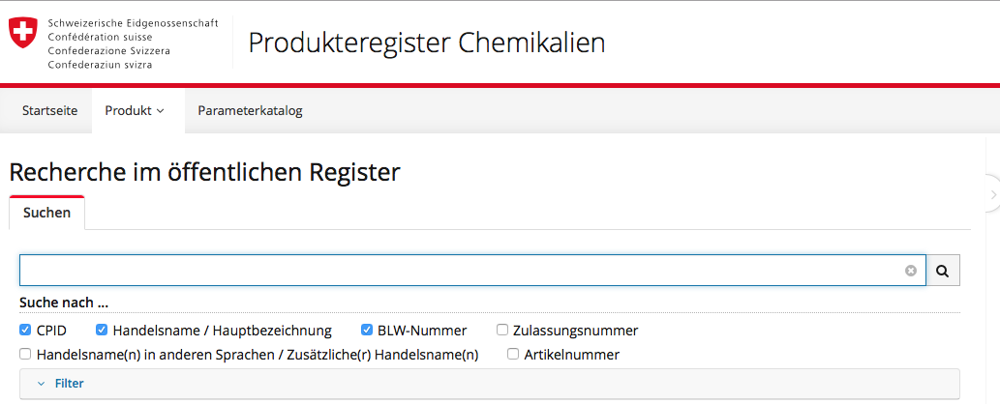 Schweizerische Eidgenossenschaft
Confédération suisse
Confederazione Svizzera
Confederaziun svizra
Produkteregister Chemikalien
Startseite Produkt Parameterkatalog
Recherche im öffentlichen Register
Suchen
Suche nach ...
CPID Handelsname / Hauptbezeichnung BLW-Nummer Zulassungsnummer
Handelsname(n) in anderen Sprachen / Zusätzliche(r) Handelsname(n) Artikelnummer
Filter